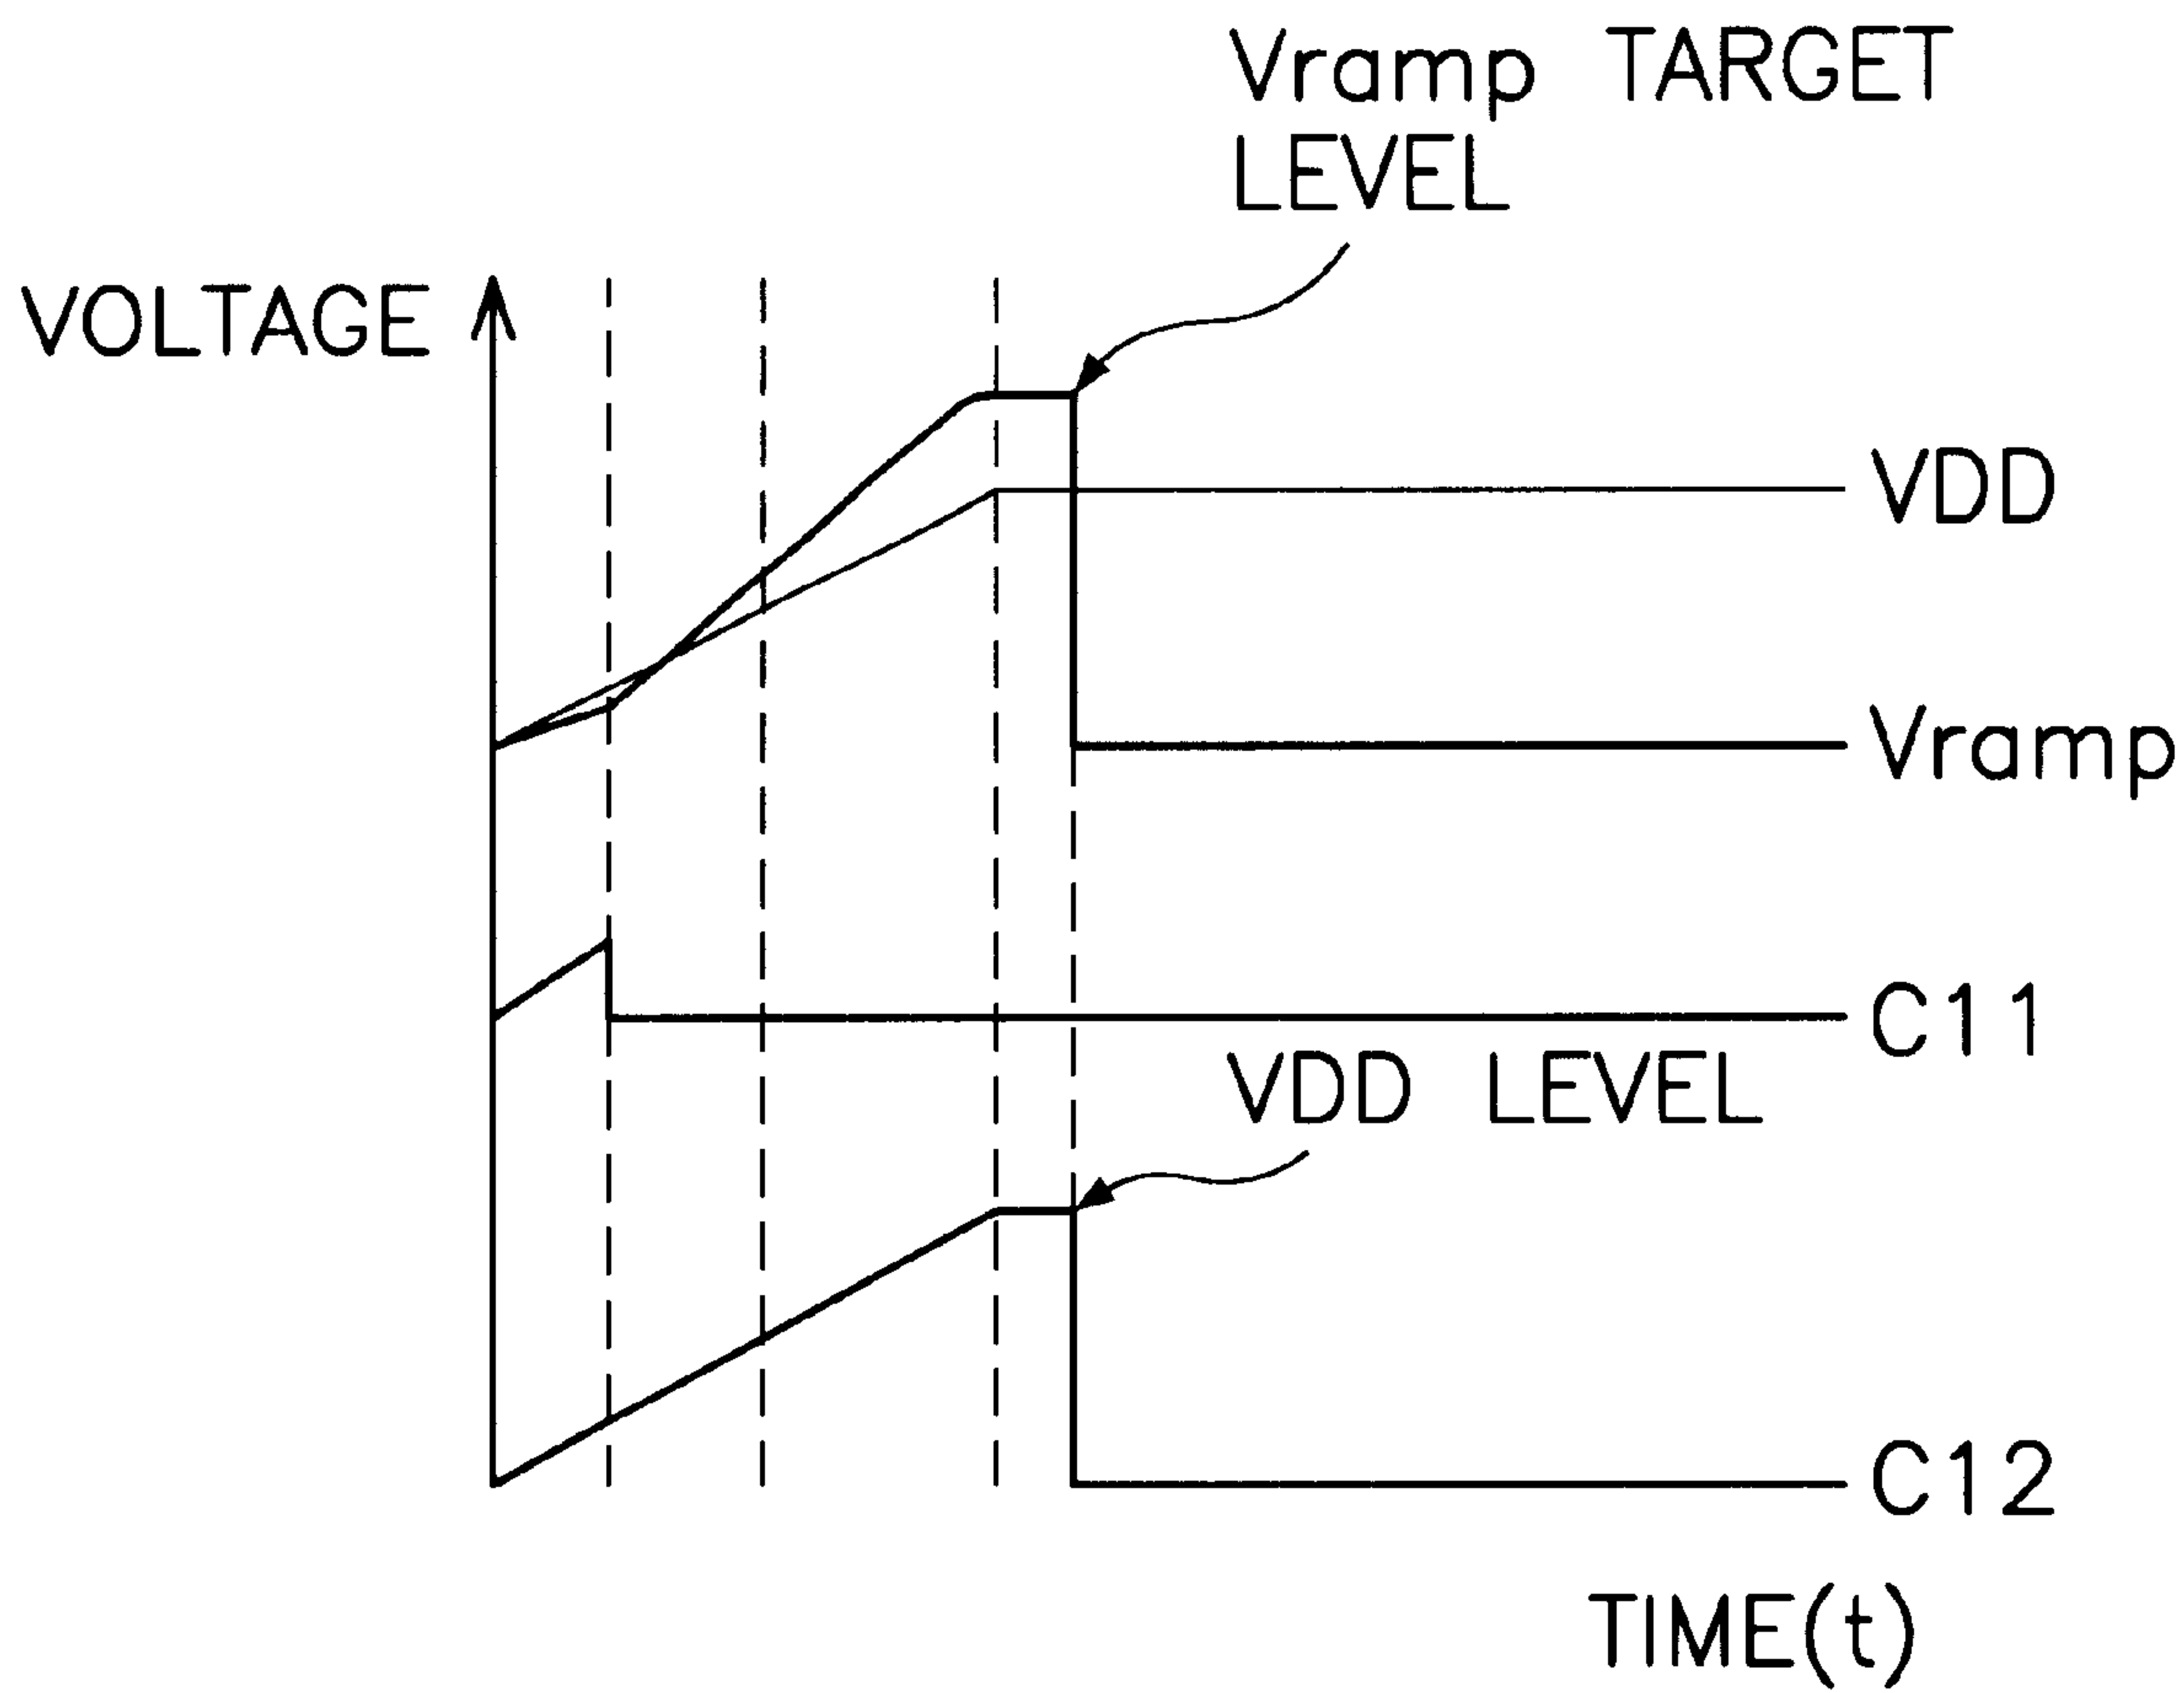 Vramp TARGET
LEVEL
VOLTAGE
VDD
Vramp
C11
VDD LEVEL
C12
TIME(t)